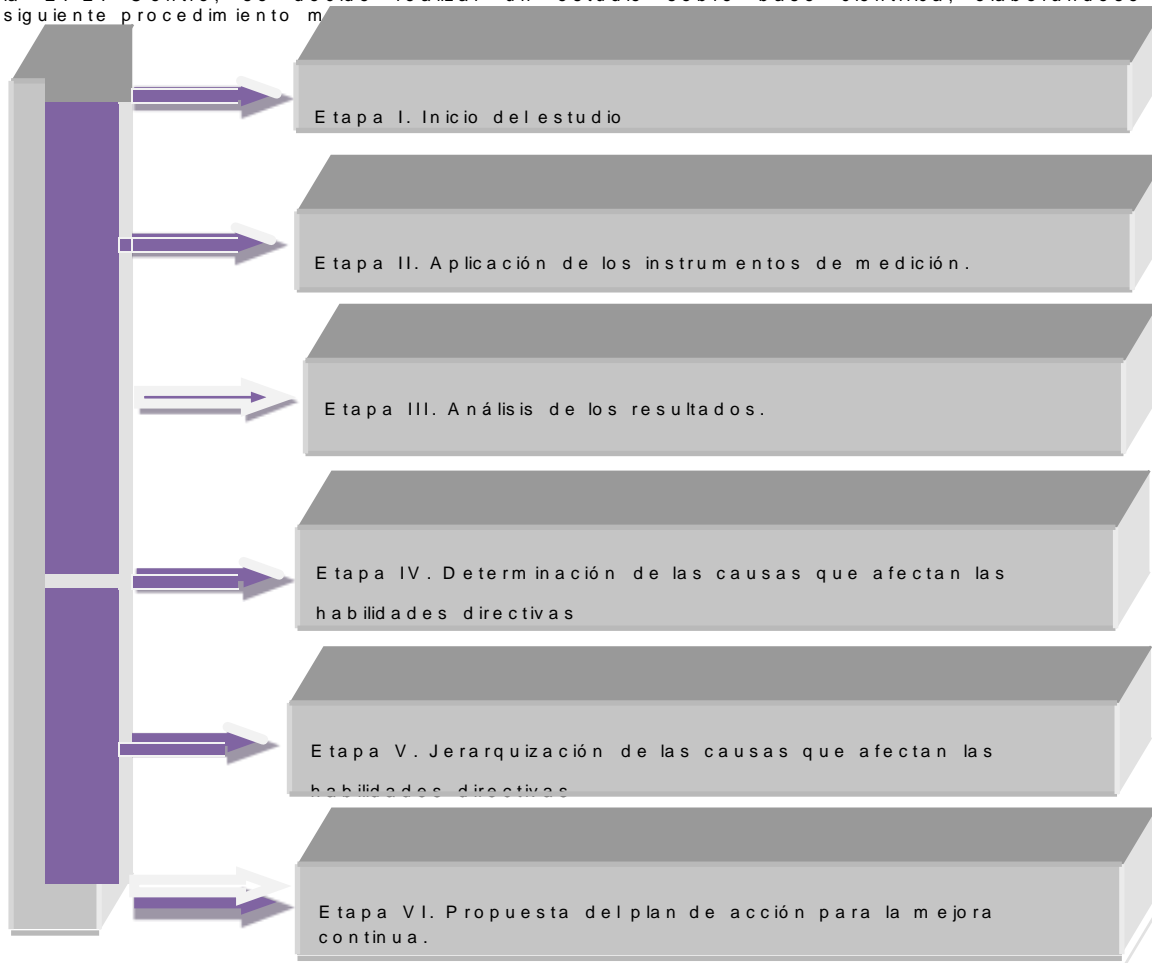 siguiente procedimiento m
Etapa I. Inicio del estudio
Etapa II. Aplicación de los instrumentos de medición.
Etapa III. Análisis de los resultados.
Etapa IV. Determinación de las causas que afectan las
habilidades directivas
Etapa V. Jerarquización de las causas que afectan las
habilidades directivas
Etapa VI. Propuesta del plan de acción para la mejora
continua.